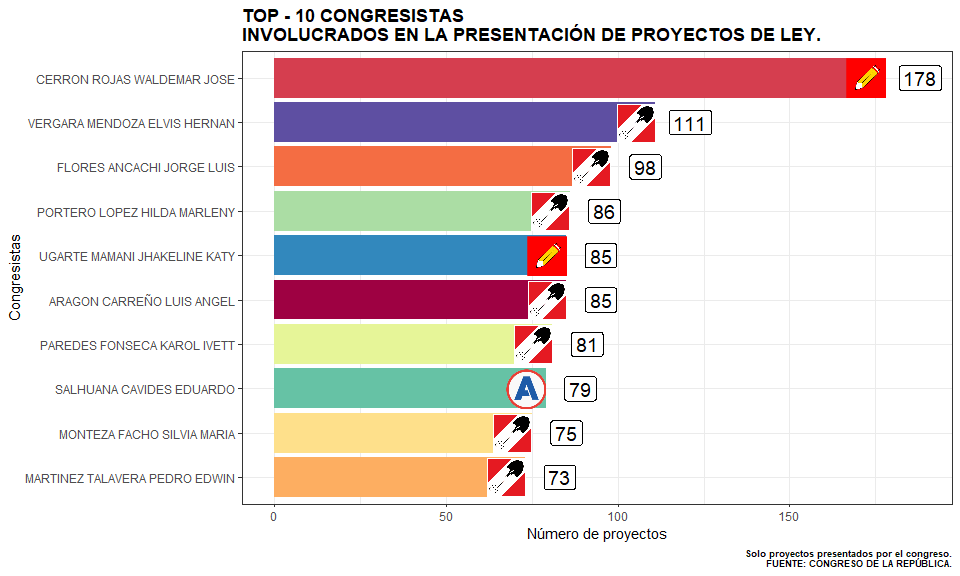 TOP - 10 CONGRESISTAS
INVOLUCRADOS EN LA PRESENTACIÓN DE PROYECTOS DE LEY.
Congresistas
CERRON ROJAS WALDEMAR JOSE 178
VERGARA MENDOZA ELVIS HERNAN 111
FLORES ANCACHI JORGE LUIS 98
PORTERO LOPEZ HILDA MARLENY 86
UGARTE MAMANI JHAKELINE KATY 85
ARAGON CARREÑO LUIS ANGEL 85
PAREDES FONSECA KAROL IVETT 81
SALHUANA CAVIDES EDUARDO A 79
MONTEZA FACHO SILVIA MARIA 75
MARTINEZ TALAVERA PEDRO EDWIN 73
0 50 100 150
Número de proyectos
Solo proyectos presentados por el congreso.
FUENTE: CONGRESO DE LA REPÚBLICA.